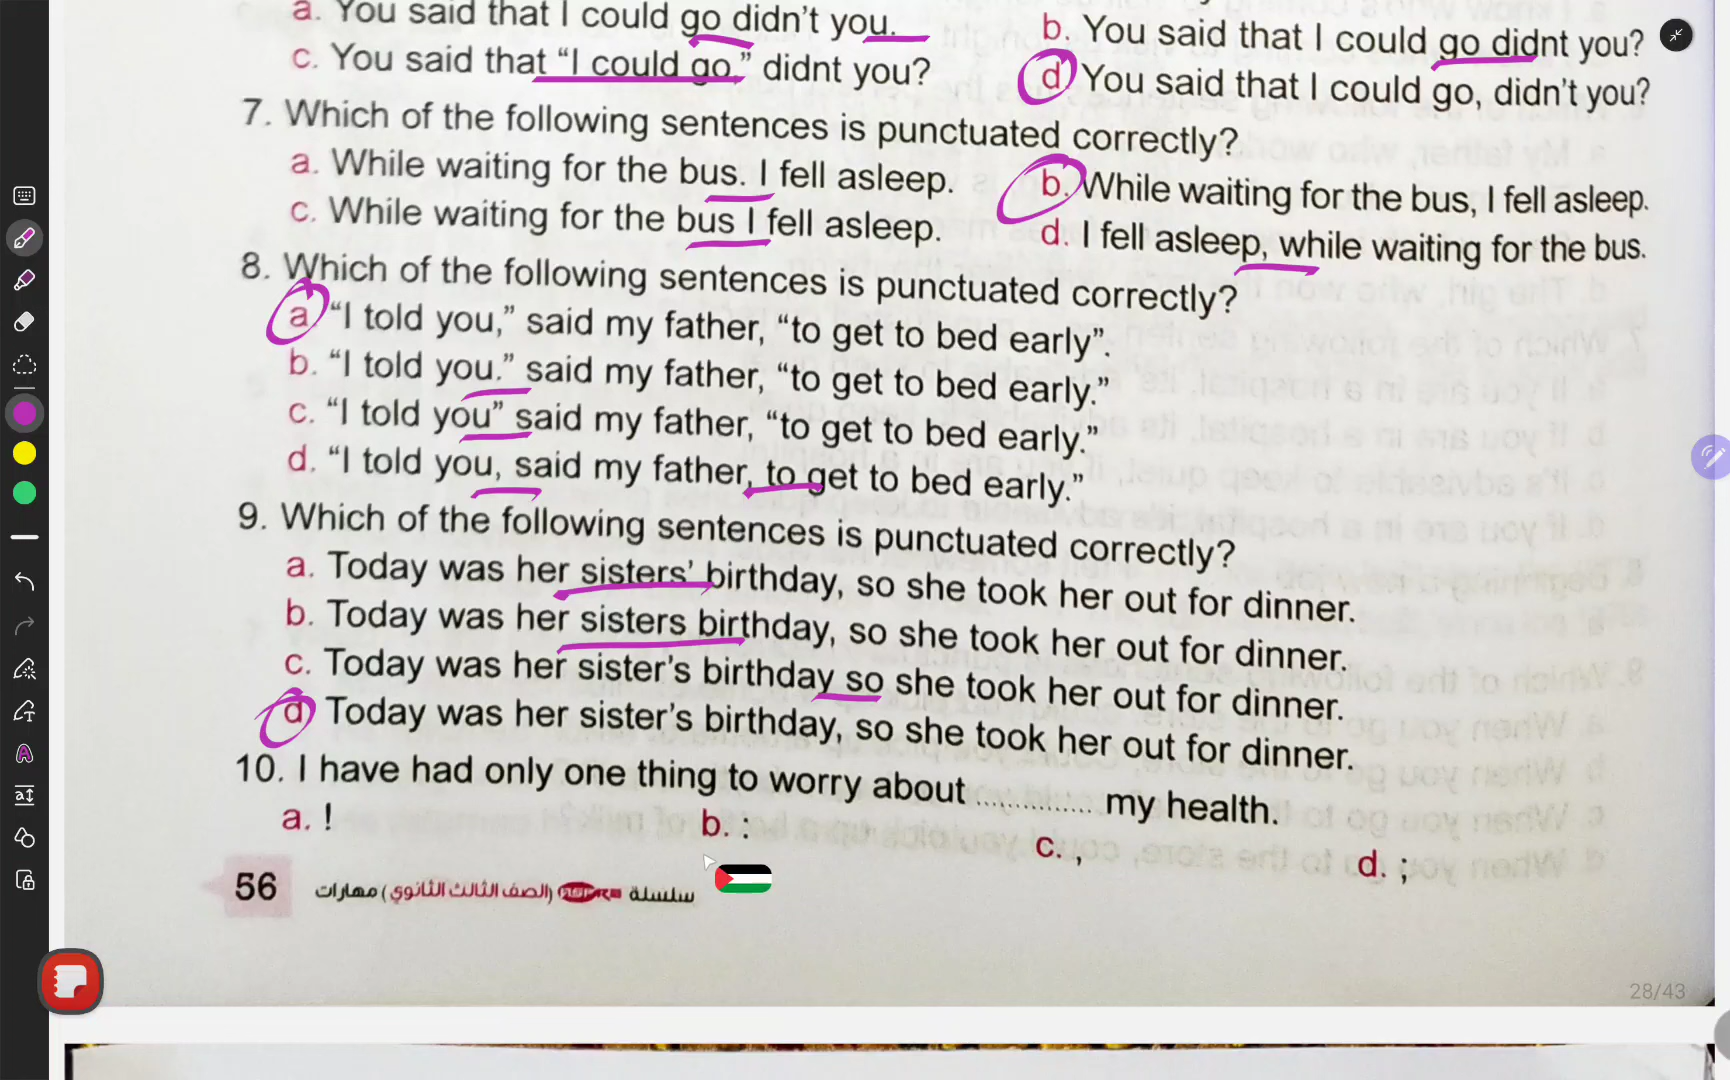 a. You said that I could go didn't you.
b. You said that I could go didnt you?
c. You said that “I could go,” didnt you?
d. You said that I could go, didn't you?
7. Which of the following sentences is punctuated correctly?
a. While waiting for the bus. I fell asleep.
b. While waiting for the bus, I fell asleep.
c. While waiting for the bus I fell asleep.
d. I fell asleep, while waiting for the bus.
8. Which of the following sentences is punctuated correctly?
a. “I told you,” said my father, “to get to bed early”.
b. “I told you.” said my father, “to get to bed early.”
c. “I told you” said my father, “to get to bed early.”
d. “I told you, said my father, to get to bed early.”
9. Which of the following sentences is punctuated correctly?
a. Today was her sisters’ birthday, so she took her out for dinner.
b. Today was her sisters birthday, so she took her out for dinner.
c. Today was her sister’s birthday so she took her out for dinner.
d. Today was her sister’s birthday, so she took her out for dinner.
10. I have had only one thing to worry about ............... my health.
a. !
b. :
c. ,
d. ;
56
سلسلة (الصف الثالث الثانوي) مهارات
28/43